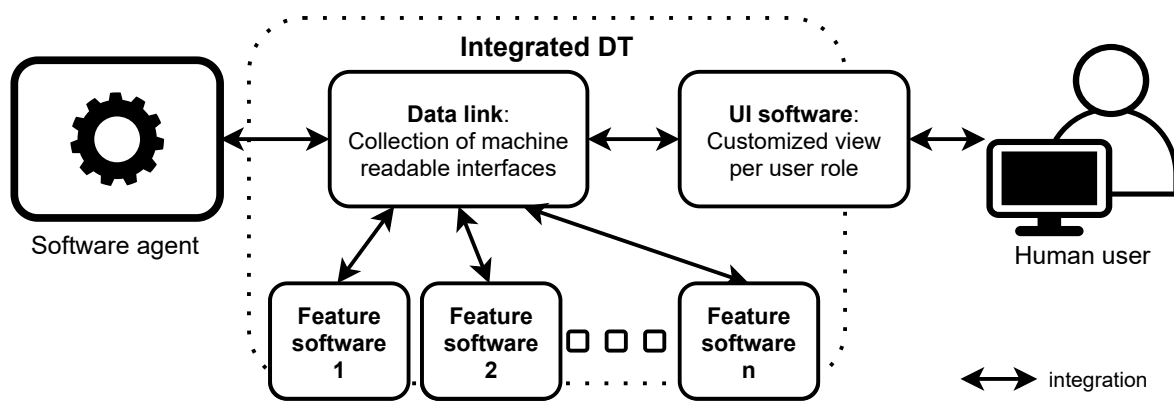 Integrated DT
Data link:
Collection of machine
readable interfaces
UI software:
Customized view
per user role
Software agent
Human user
Feature
software
1
Feature
software
2
Feature
software
n
integration